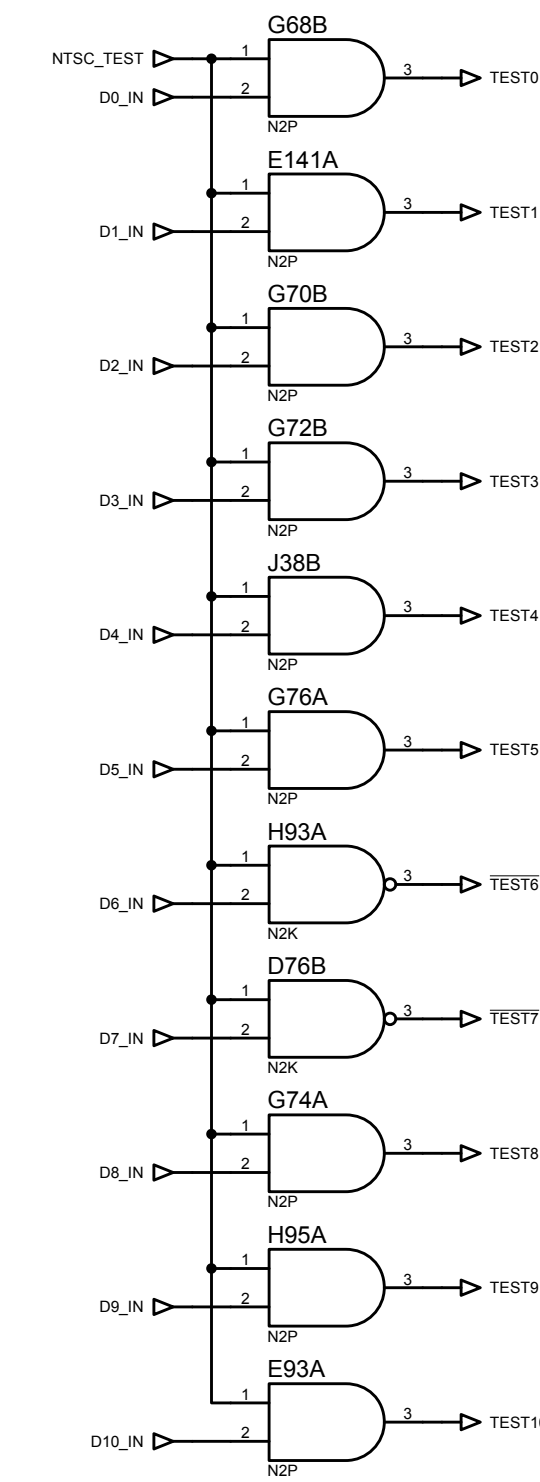 G68B
NTSC_TEST 1
3 TEST0
D0_IN 2
N2P
E141A
1
3 TEST1
D1_IN 2
N2P
G70B
1
3 TEST2
D2_IN 2
N2P
G72B
1
3 TEST3
D3_IN 2
N2P
J38B
1
3 TEST4
D4_IN 2
N2P
G76A
1
3 TEST5
D5_IN 2
N2P
H93A
1
3 TEST6
D6_IN 2
N2K
D76B
1
3 TEST7
D7_IN 2
N2K
G74A
1
3 TEST8
D8_IN 2
N2P
H95A
1
3 TEST9
D9_IN 2
N2P
E93A
1
3 TEST10
D10_IN 2
N2P